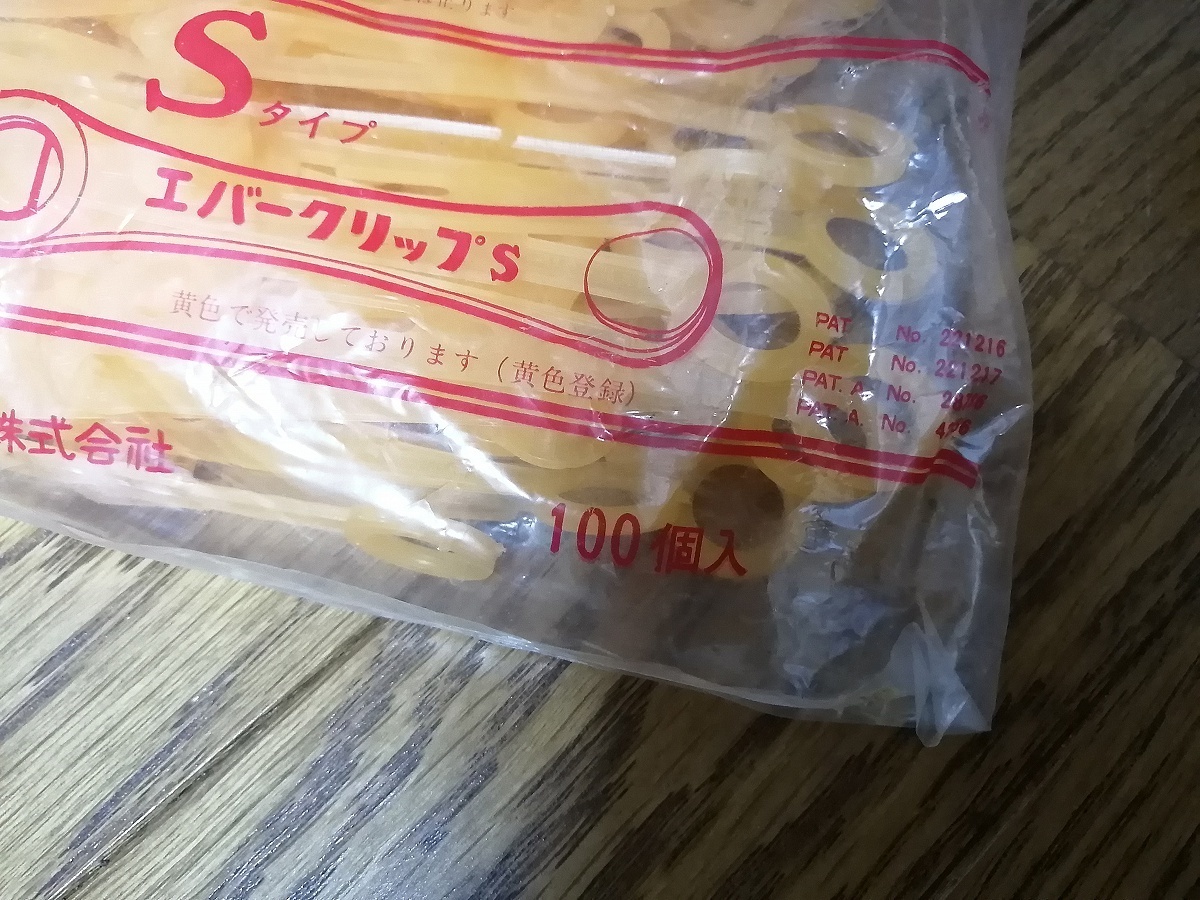 Sタイプ
エバークリップS
黄色で発売しております(黄色登録)
PAT No. 221216
PAT No. 221217
PAT. A. No.
PAT. A. No.
株式会社
100個入